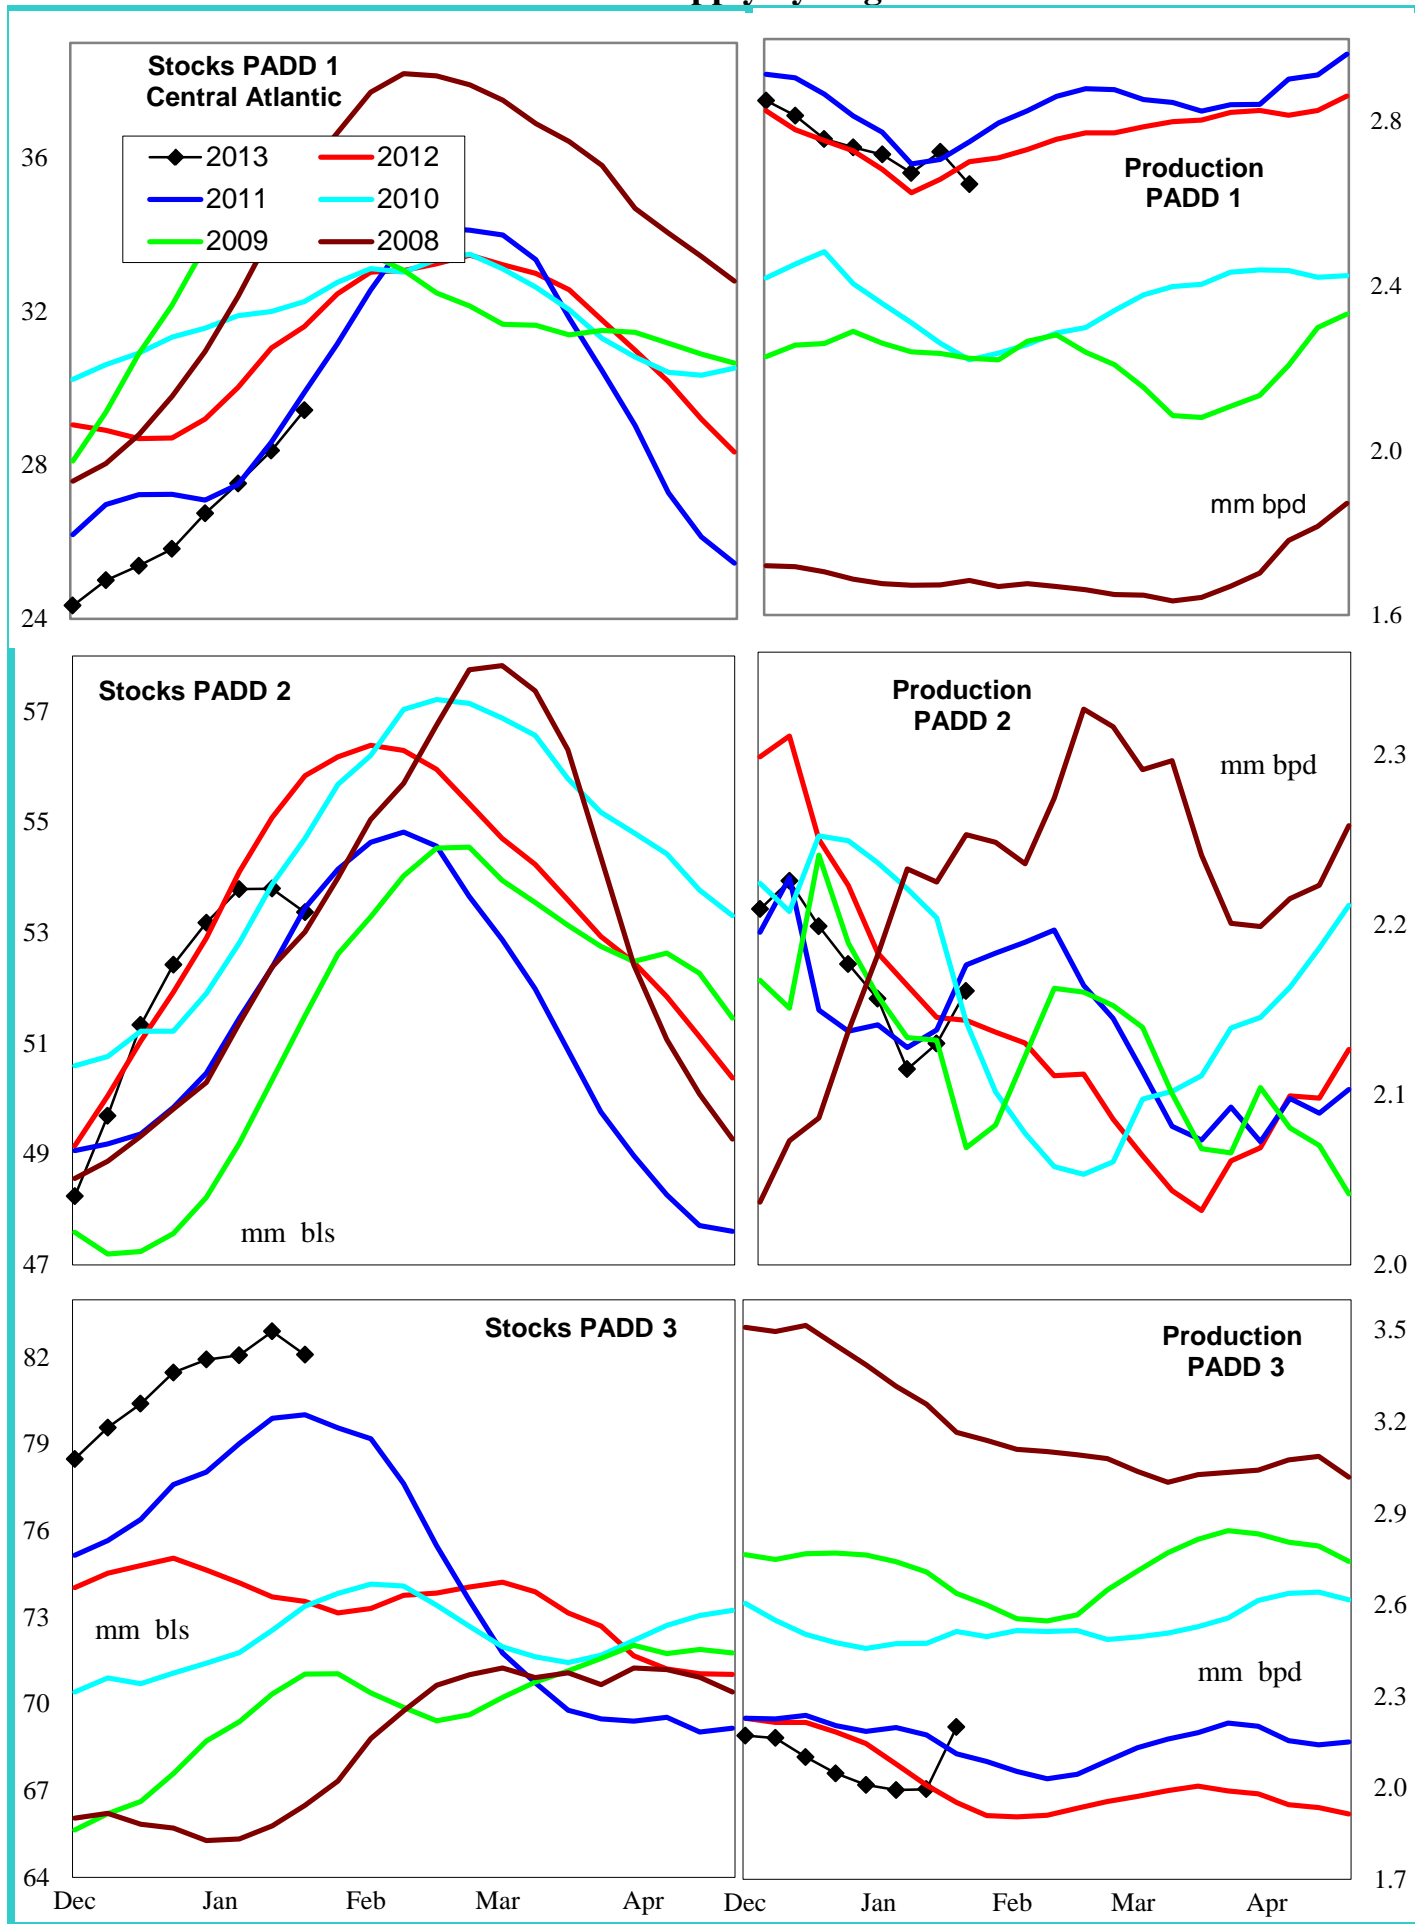 Stocks PADD 1
Central Atlantic
2013
2012
2011
2010
2009
2008
36
32
28
24
Production
PADD 1
mm bpd
2.8
2.4
2.0
1.6
Stocks PADD 2
mm bls
57
55
53
51
49
47
Production
PADD 2
mm bpd
2.3
2.2
2.1
2.0
Stocks PADD 3
mm bls
82
79
76
73
70
67
64
Dec Jan Feb Mar Apr
Production
PADD 3
mm bpd
3.5
3.2
2.9
2.6
2.3
2.0
1.7
Dec Jan Feb Mar Apr